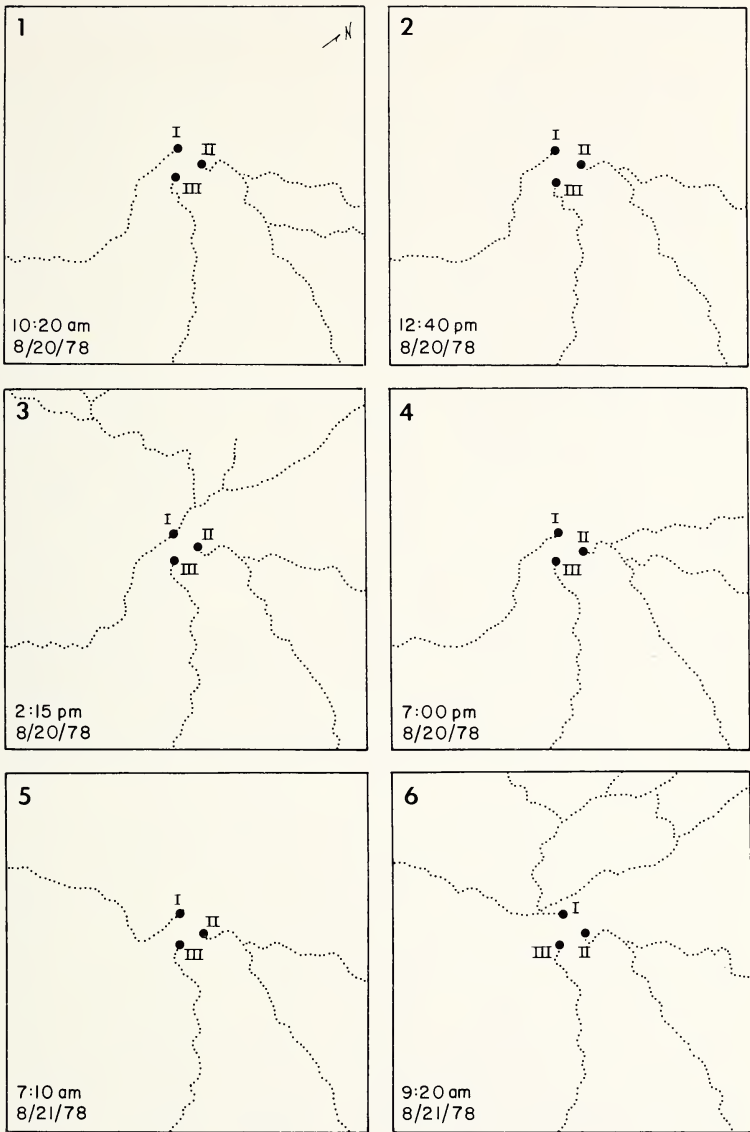 1
N
I
II
III
10:20 am
8/20/78
2
I
II
III
12:40 pm
8/20/78
3
I
II
III
2:15 pm
8/20/78
4
I
II
III
7:00 pm
8/20/78
5
I
II
III
7:10 am
8/21/78
6
I
III II
9:20 am
8/21/78